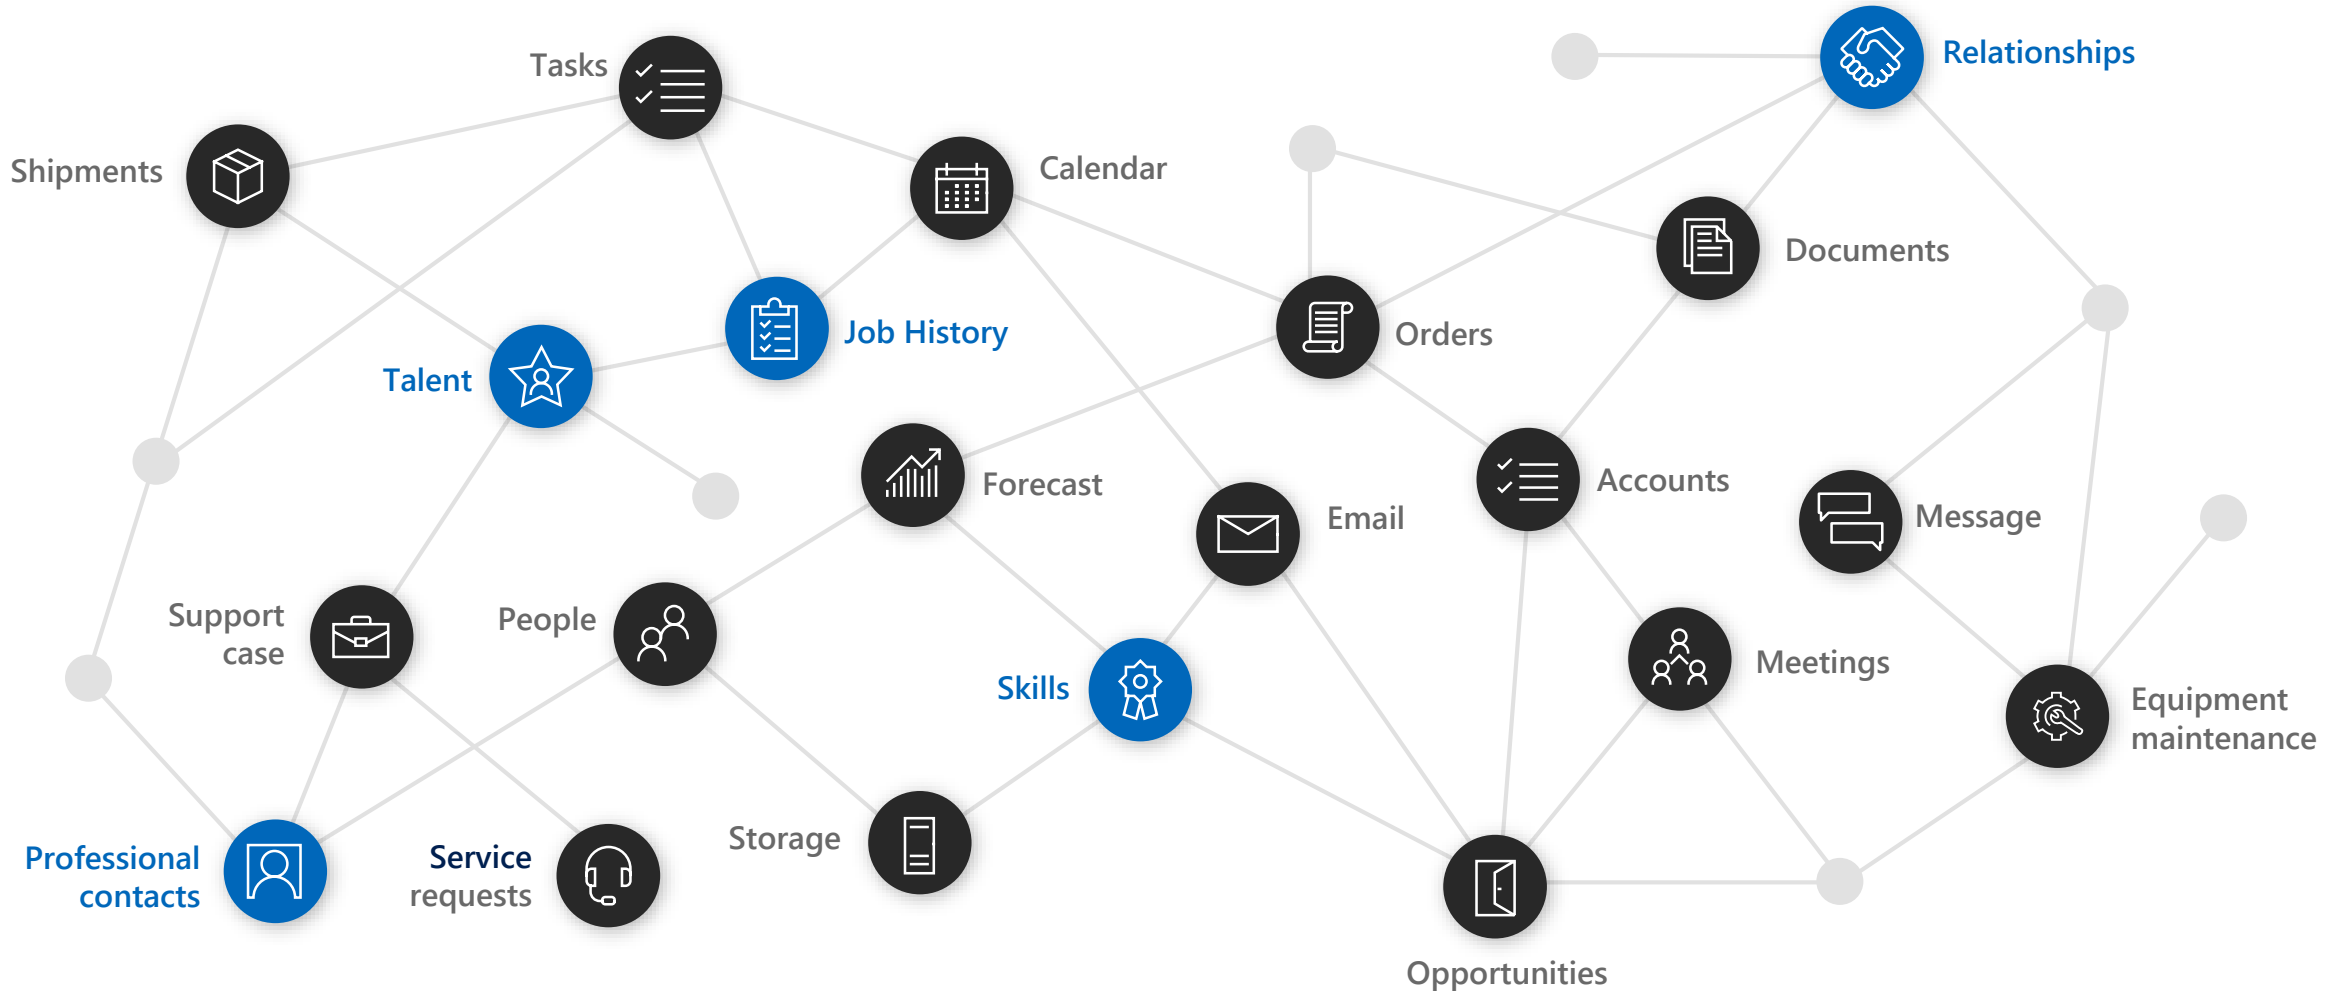 Relationships
Tasks
Shipments
Calendar
Documents
Job History
Orders
Talent
Forecast
Accounts
Email
Message
Support
case
People
Skills
Meetings
Equipment
maintenance
Storage
Professional
contacts
Service
requests
Opportunities